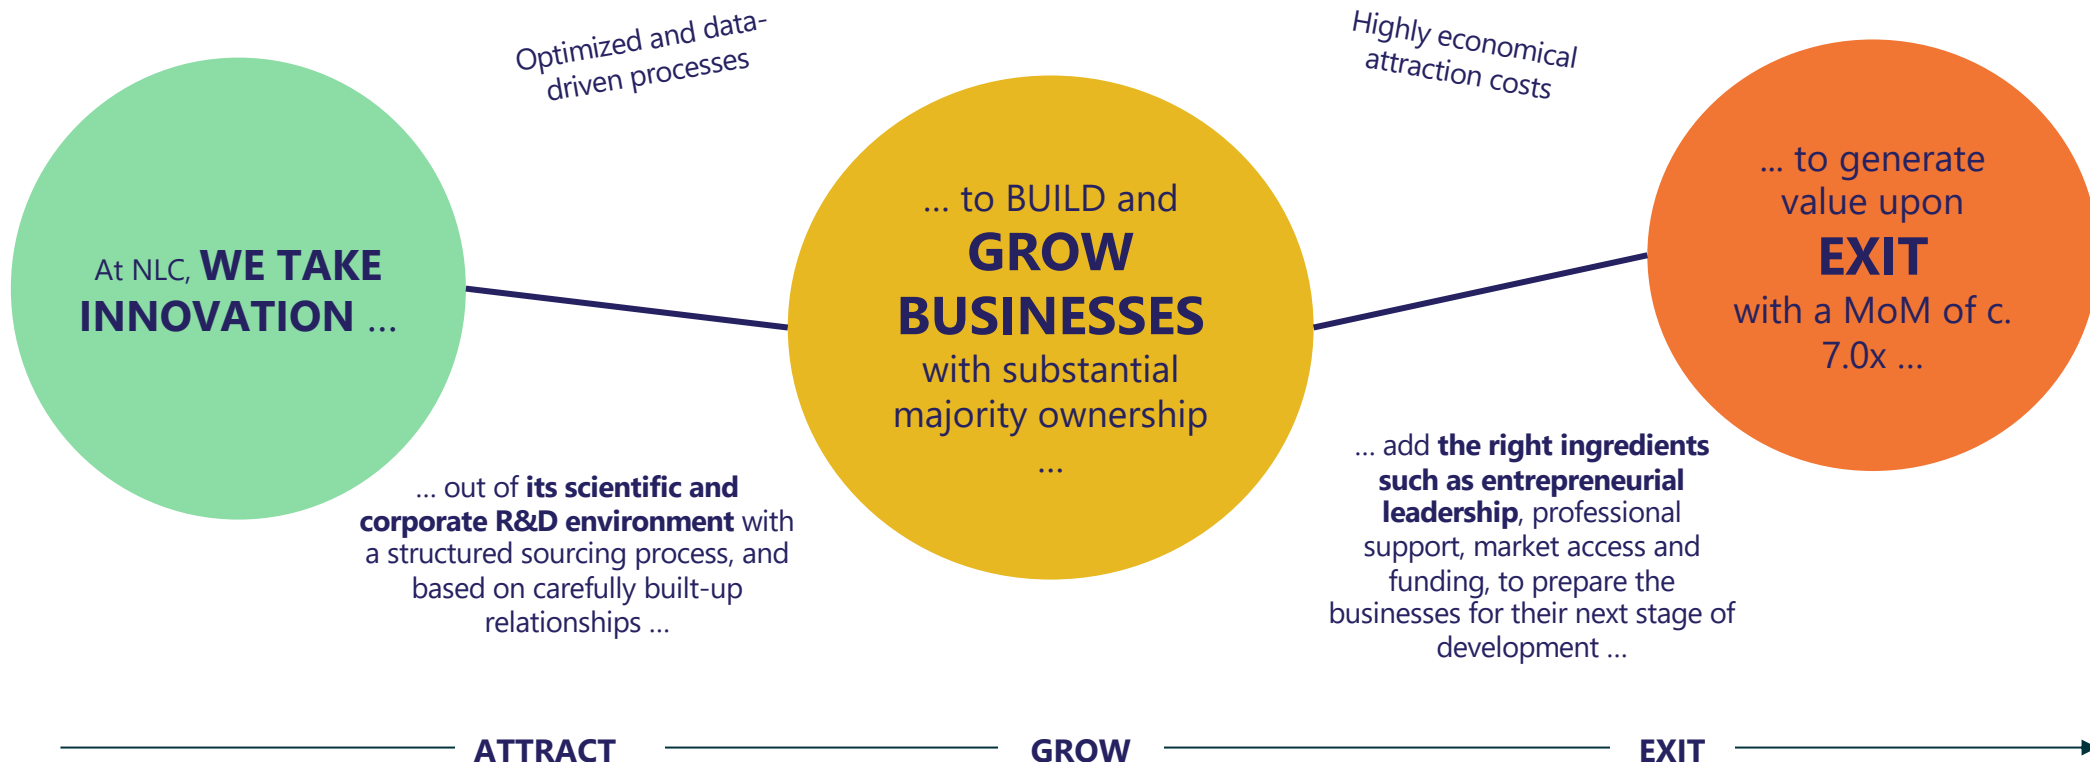 Optimized and data-
driven processes
Highly economical
attraction costs
At NLC, WE TAKE
INNOVATION ...
... out of its scientific and
corporate R&D environment with
a structured sourcing process, and
based on carefully built-up
relationships ...
... to BUILD and
GROW
BUSINESSES
with substantial
majority ownership
...
... add the right ingredients
such as entrepreneurial
leadership, professional
support, market access and
funding, to prepare the
businesses for their next stage of
development ...
... to generate
value upon
EXIT
with a MoM of c.
7.0x ...
ATTRACT
GROW
EXIT